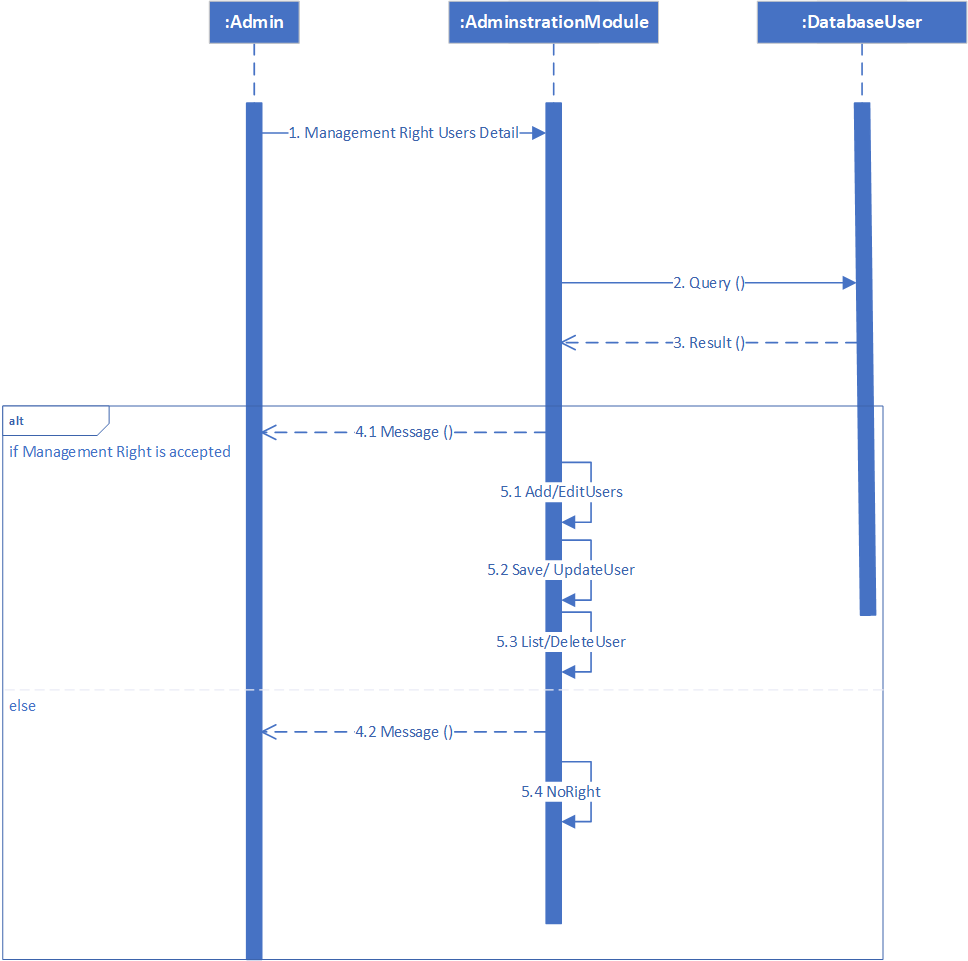 :Admin
:AdminstrationModule
:DatabaseUser
1. Management Right Users Detail
2. Query ()
3. Result ()
alt
4.1 Message ()
if Management Right is accepted
5.1 Add/EditUsers
5.2 Save/ UpdateUser
5.3 List/DeleteUser
else
4.2 Message ()
5.4 NoRight